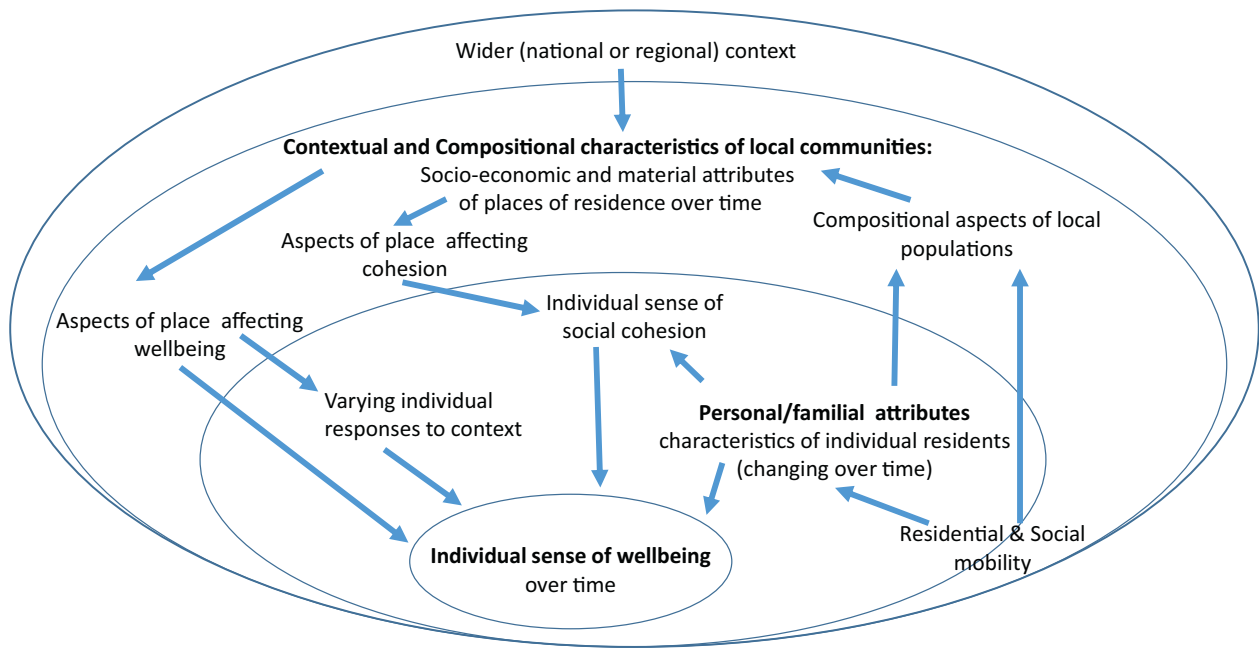 Wider (national or regional) context
Contextual and Compositional characteristics of local communities:
Socio-economic and material attributes
of places of residence over time
Compositional aspects of local
populations
Aspects of place affecting
cohesion
Individual sense of
social cohesion
Aspects of place affecting
wellbeing
Varying individual
responses to context
Personal/familial attributes
characteristics of individual residents
(changing over time)
Residential & Social
mobility
Individual sense of wellbeing
over time